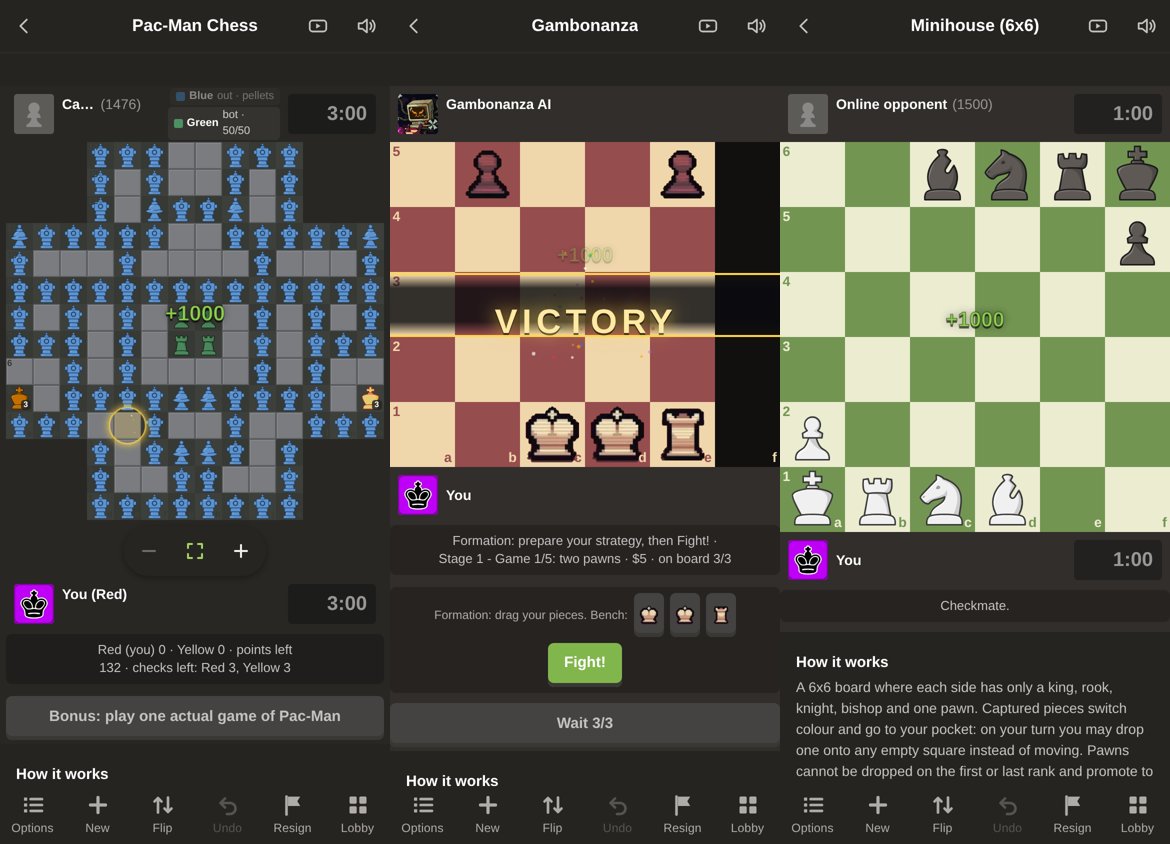 Pac-Man Chess
Ca... (1476)
Blue out · pellets
Green bot · 50/50
3:00
+1000
6
3
3
You (Red)
3:00
Red (you) 0 · Yellow 0 · points left
132 · checks left: Red 3, Yellow 3
Bonus: play one actual game of Pac-Man
How it works
Options
New
Flip
Undo
Resign
Lobby
Gambonanza
Gambonanza AI
5
4
+1000
3
VICTORY
2
1
a
b
c
d
e
f
You
Formation: prepare your strategy, then Fight! ·
Stage 1 - Game 1/5: two pawns · $5 · on board 3/3
Formation: drag your pieces. Bench:
Fight!
Wait 3/3
How it works
Options
New
Flip
Undo
Resign
Lobby
Minihouse (6x6)
Online opponent (1500)
1:00
6
5
4
+1000
3
2
1
a
b
c
d
e
f
You
1:00
Checkmate.
How it works
A 6x6 board where each side has only a king, rook,
knight, bishop and one pawn. Captured pieces switch
colour and go to your pocket: on your turn you may drop
one onto any empty square instead of moving. Pawns
cannot be dropped on the first or last rank and promote to
Options
New
Flip
Undo
Resign
Lobby